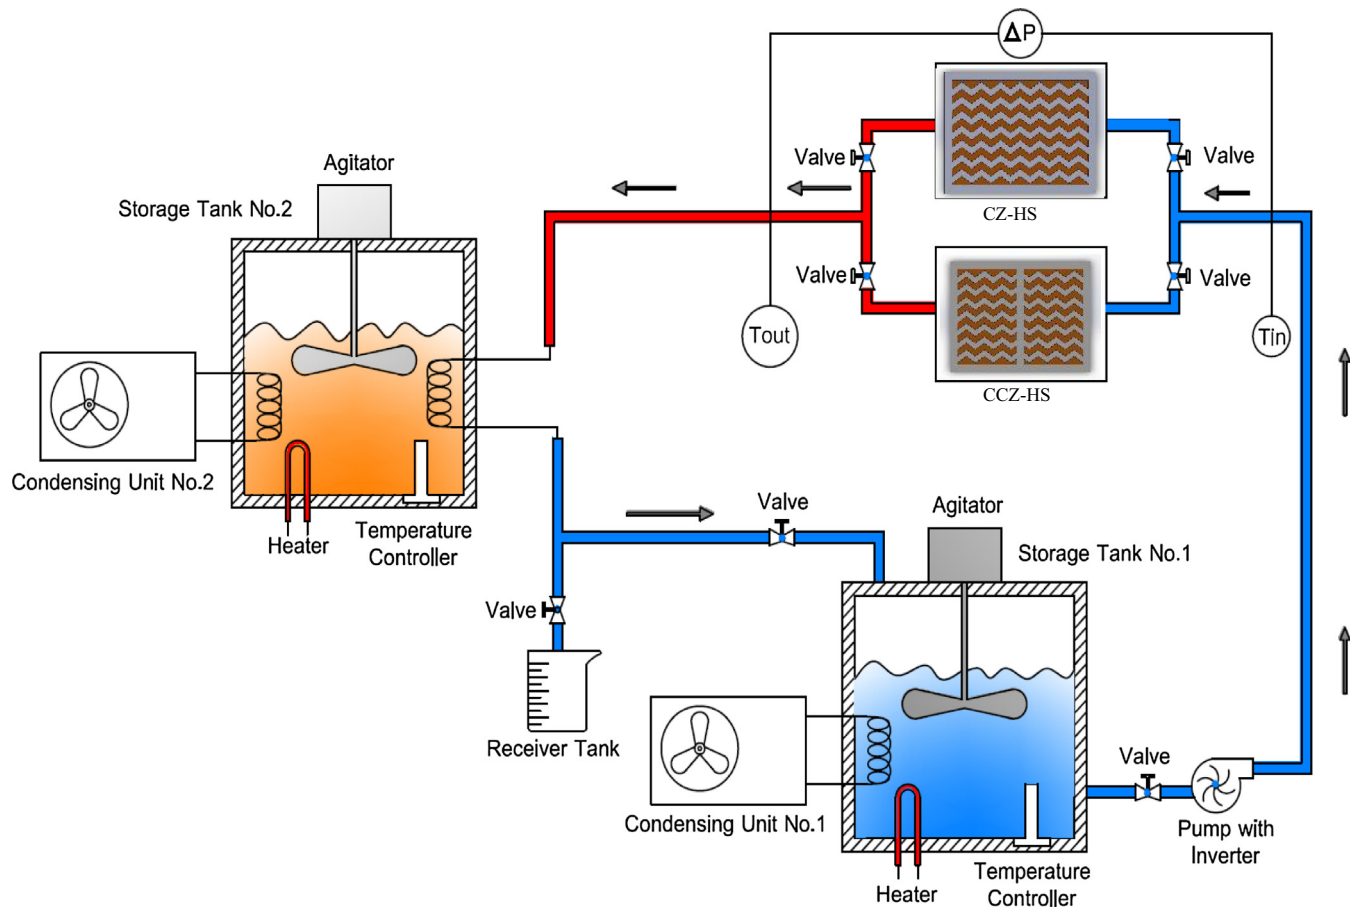 ΔP
Valve
Valve
CZ-HS
Agitator
Storage Tank No.2
Valve
Valve
Tout
Tin
CCZ-HS
Condensing Unit No.2
Heater
Temperature
Controller
Valve
Agitator
Storage Tank No.1
Valve
Receiver Tank
Valve
Condensing Unit No.1
Pump with
Inverter
Heater
Temperature
Controller